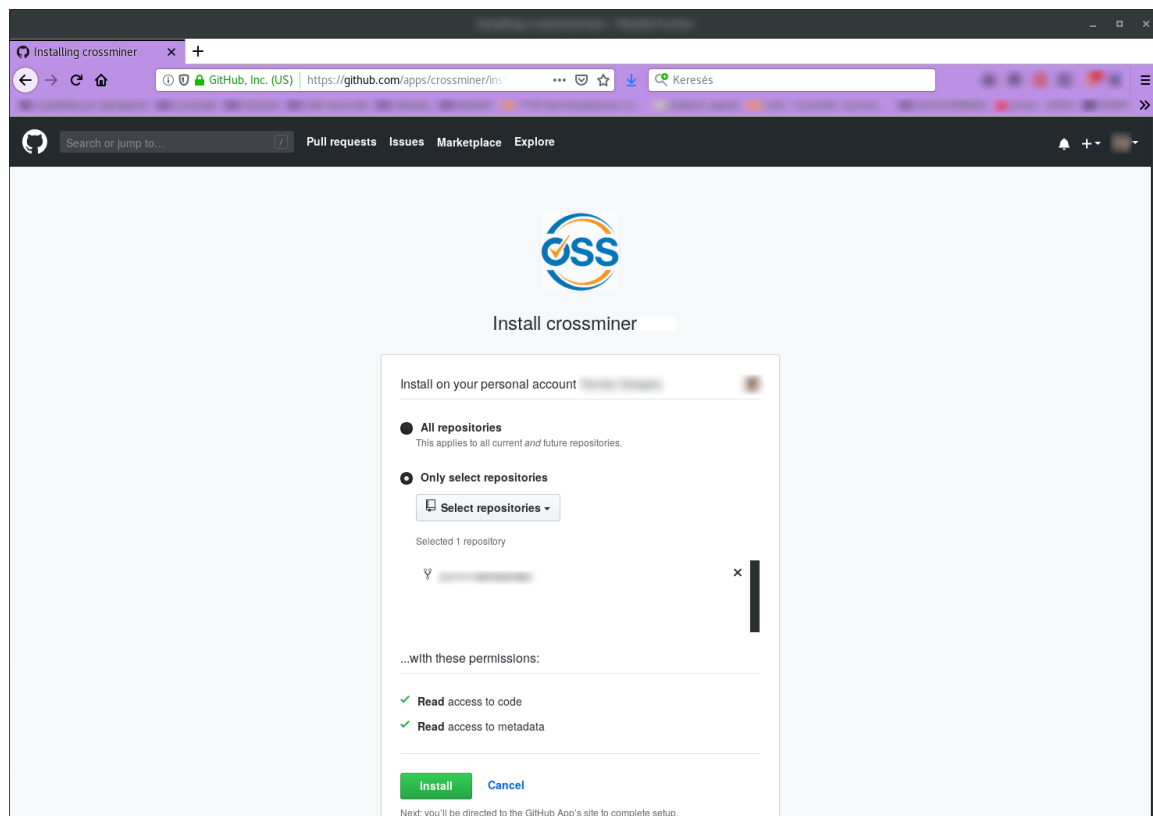 Installing crossminer
GitHub, Inc. (US) https://github.com/apps/crossminer/ins
Keresés
Search or jump to… /
Pull requests Issues Marketplace Explore
OSS
Install crossminer
Install on your personal account
All repositories
This applies to all current and future repositories.
Only select repositories
Select repositories
Selected 1 repository
...with these permissions:
Read access to code
Read access to metadata
Install Cancel
Next: you'll be directed to the GitHub App's site to complete setup.